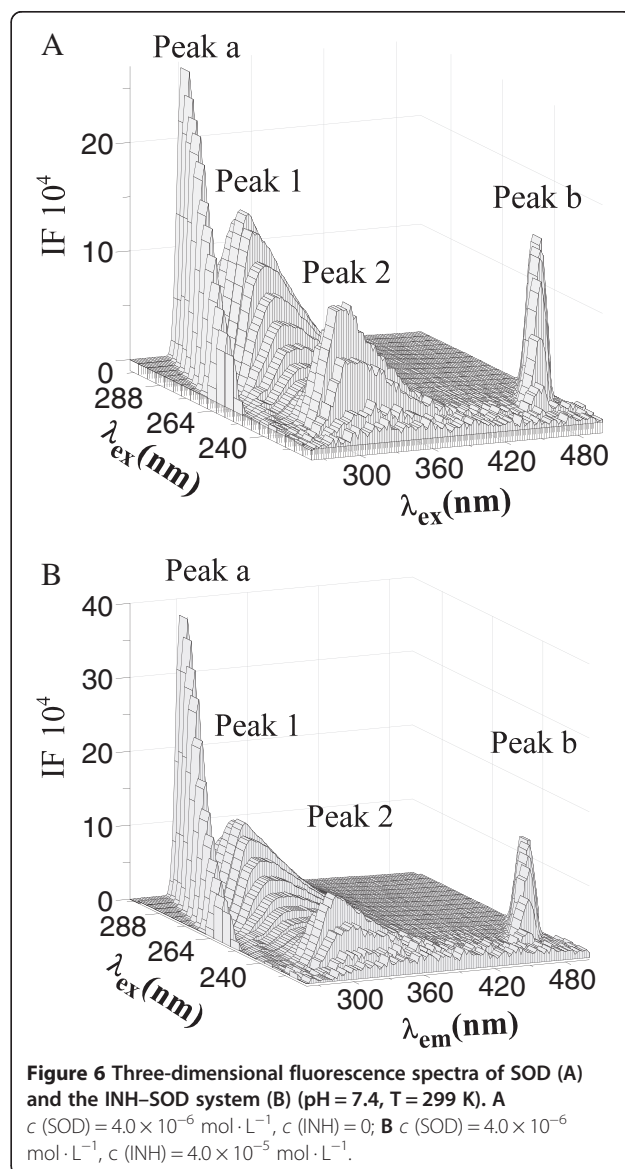 A
Peak a
Peak 1
Peak 2
Peak b
IF 10⁴
20
10
0
288
264
240
λex(nm)
300
360
420
480
λex(nm)
B
Peak a
Peak 1
Peak 2
Peak b
IF 10⁴
40
30
20
10
0
288
264
240
λex(nm)
300
360
420
480
λem(nm)
Figure 6 Three-dimensional fluorescence spectra of SOD (A)
and the INH–SOD system (B) (pH = 7.4, T = 299 K). A
c (SOD) = 4.0 × 10⁻⁶ mol · L⁻¹, c (INH) = 0; B c (SOD) = 4.0 × 10⁻⁶
mol · L⁻¹, c (INH) = 4.0 × 10⁻⁵ mol · L⁻¹.